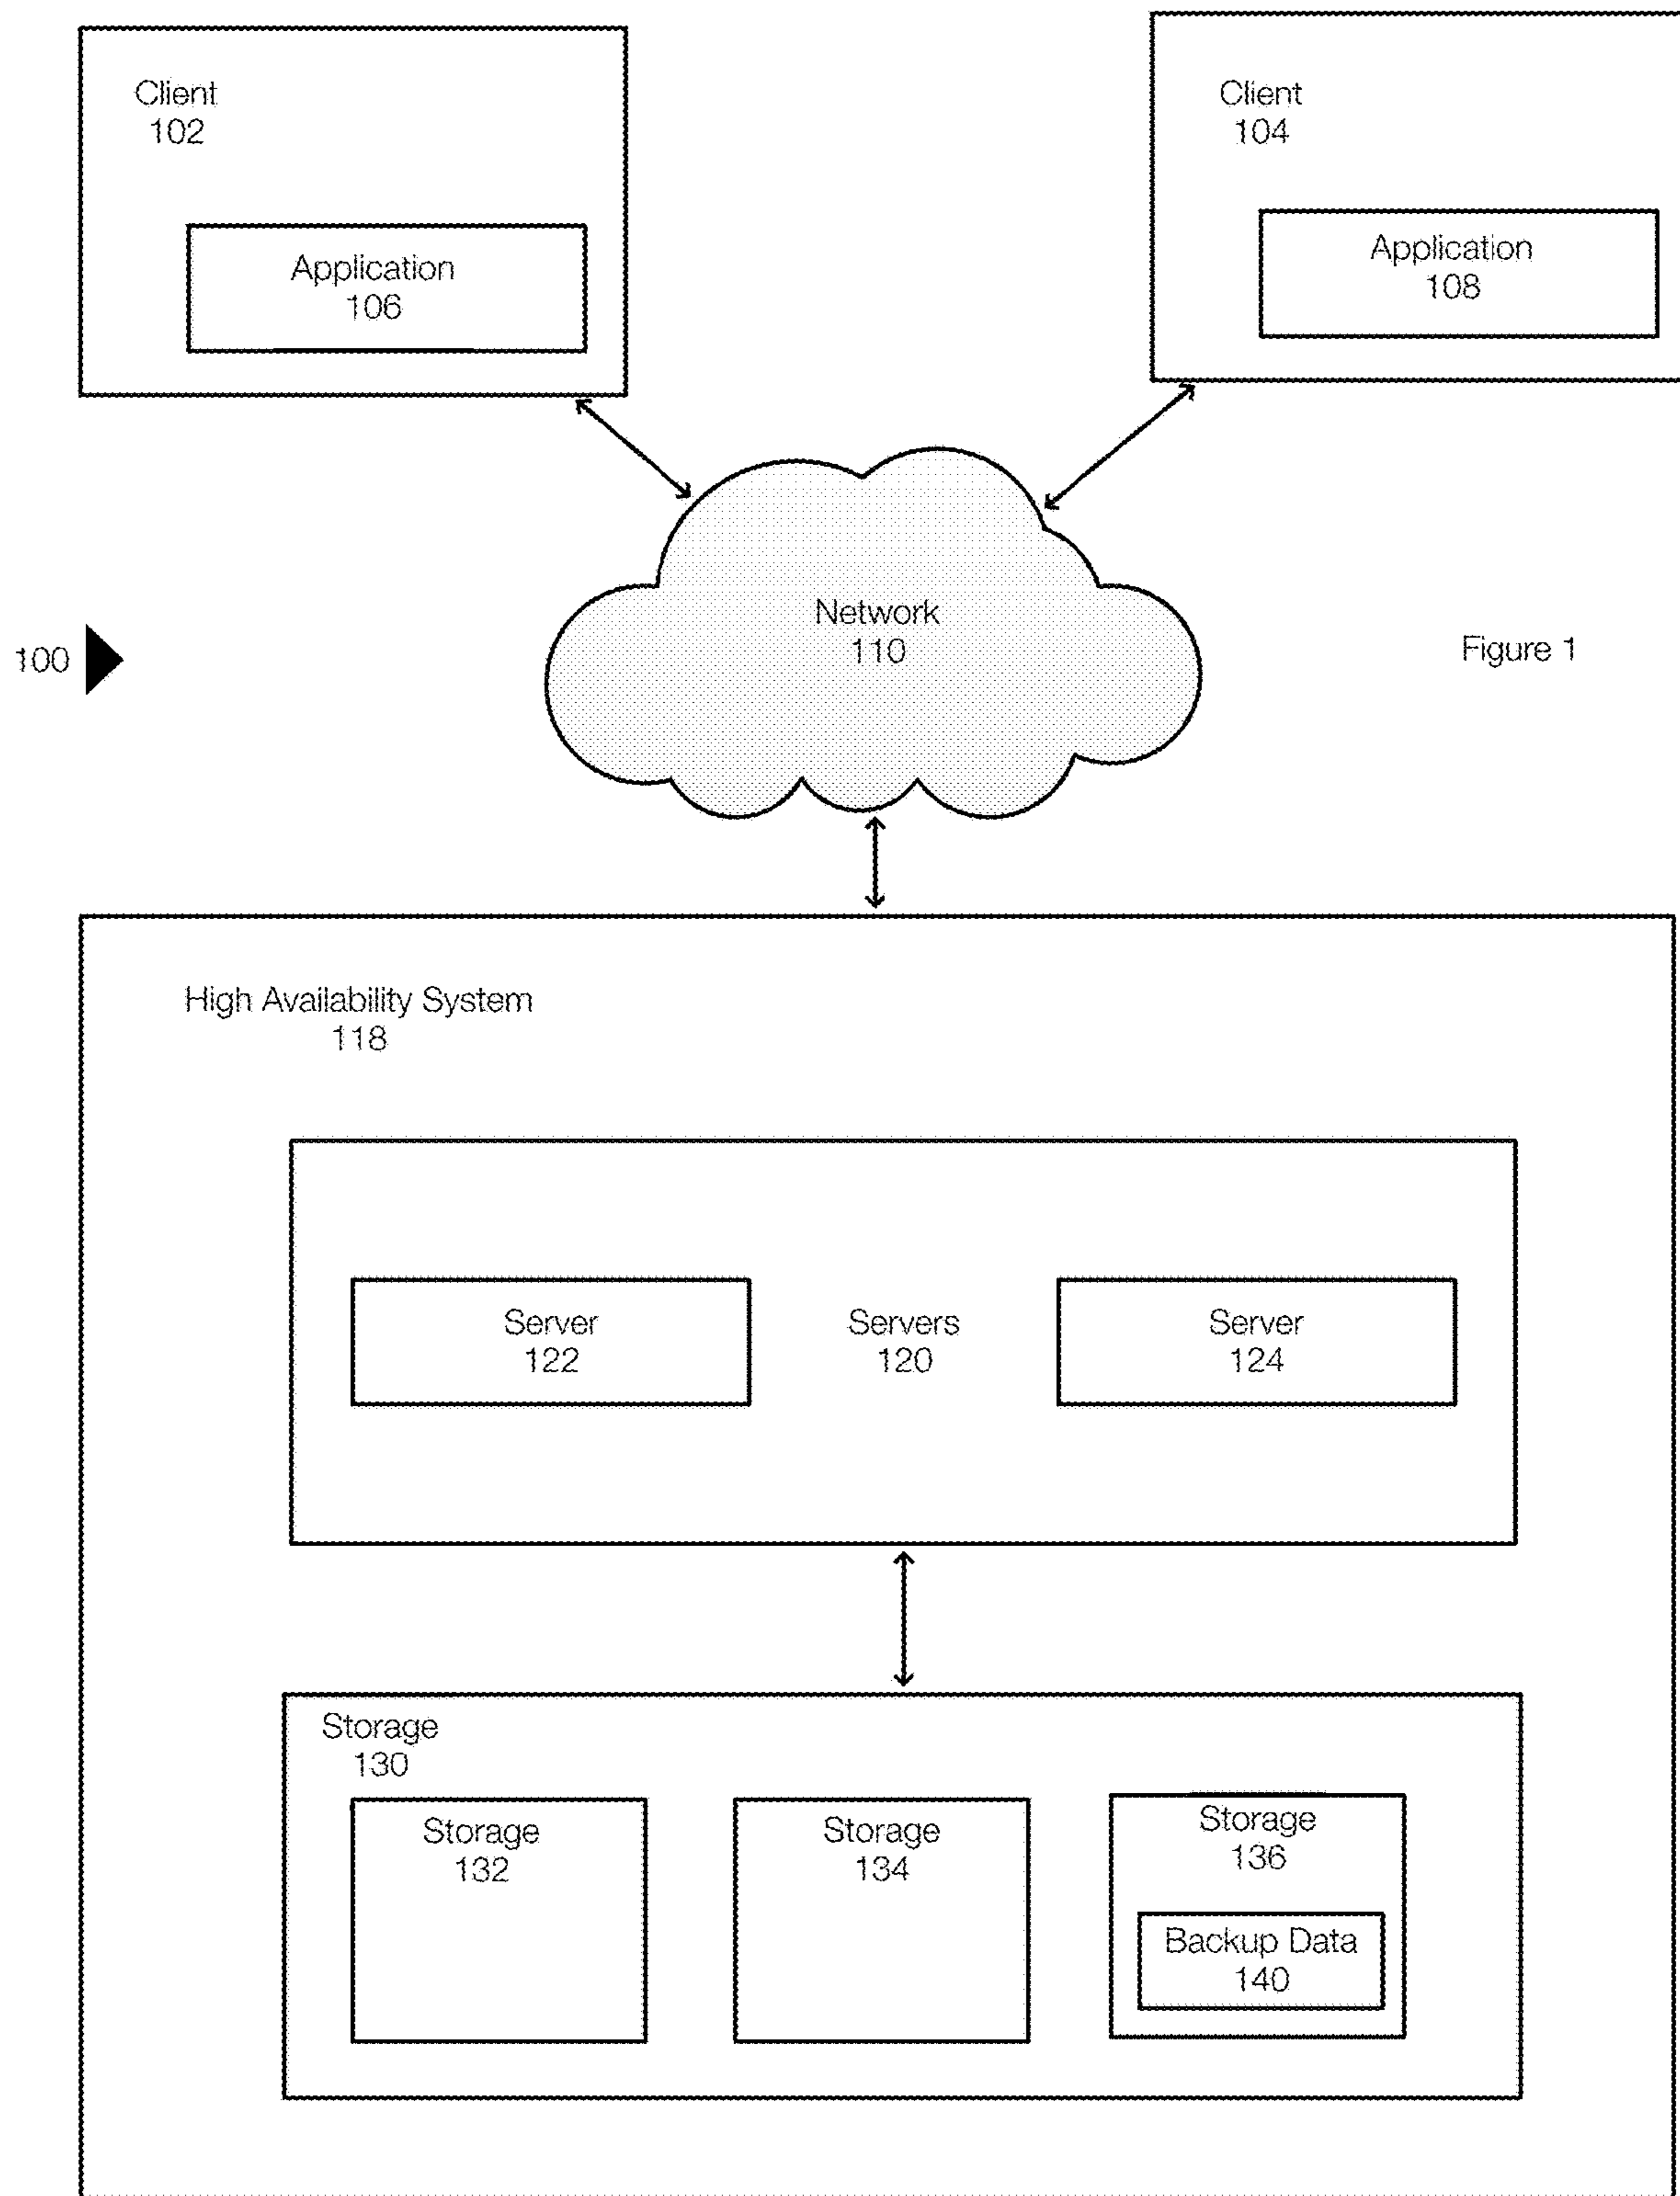 Client
102
Application
106
Client
104
Application
108
Network
110
100
Figure 1
High Availability System
118
Server
122
Servers
120
Server
124
Storage
130
Storage
132
Storage
134
Storage
136
Backup Data
140